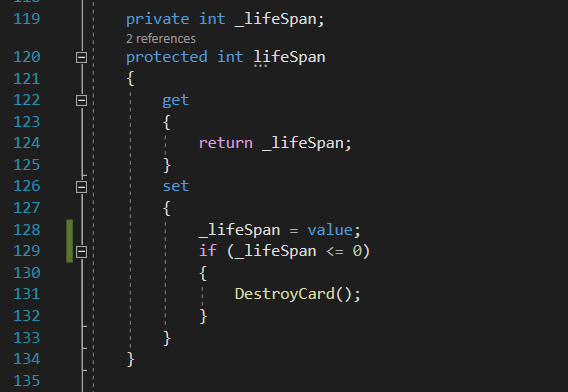 119 private int _lifeSpan;
2 references
120 protected int lifeSpan
121 {
122 get
123 {
124 return _lifeSpan;
125 }
126 set
127 {
128 _lifeSpan = value;
129 if (_lifeSpan <= 0)
130 {
131 DestroyCard();
132 }
133 }
134 }
135